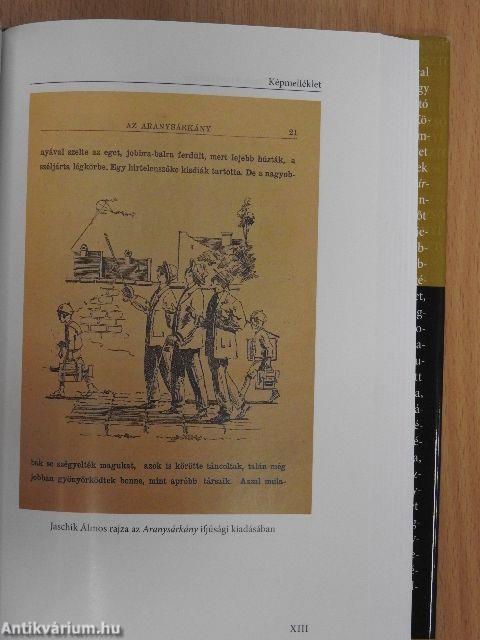 Képmelléklet
AZ ARANYSÁRKÁNY 21
nyával szelte az eget, jobbra-balra ferdült, mert lejebb húzták, a
széljárta légkörbe. Egy hirtelenszőke kisdiák tartotta. De a nagyob-
bak se szégyelték magukat, azok is körötte táncoltak, talán még
jobban gyönyörködtek benne, mint apróbb társaik. Azzal mula-
Jaschik Álmos rajza az Aranysárkány ifjúsági kiadásában
XIII
Antikvárium.hu